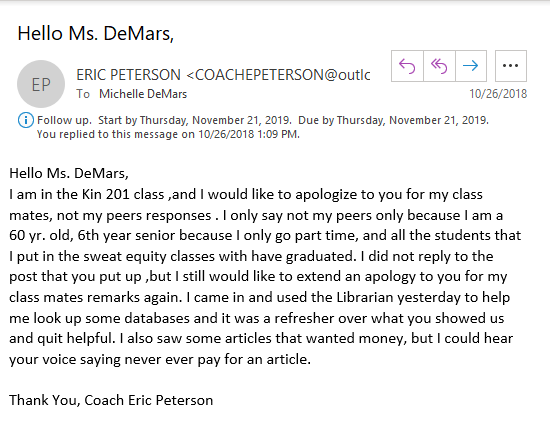 Hello Ms. DeMars,
EP
ERIC PETERSON <COACHEPETERSON@outlc
To Michelle DeMars
10/26/2018
Follow up. Start by Thursday, November 21, 2019. Due by Thursday, November 21, 2019.
You replied to this message on 10/26/2018 1:09 PM.
Hello Ms. DeMars,
I am in the Kin 201 class ,and I would like to apologize to you for my class
mates, not my peers responses . I only say not my peers only because I am a
60 yr. old, 6th year senior because I only go part time, and all the students that
I put in the sweat equity classes with have graduated. I did not reply to the
post that you put up ,but I still would like to extend an apology to you for my
class mates remarks again. I came in and used the Librarian yesterday to help
me look up some databases and it was a refresher over what you showed us
and quit helpful. I also saw some articles that wanted money, but I could hear
your voice saying never ever pay for an article.
Thank You, Coach Eric Peterson